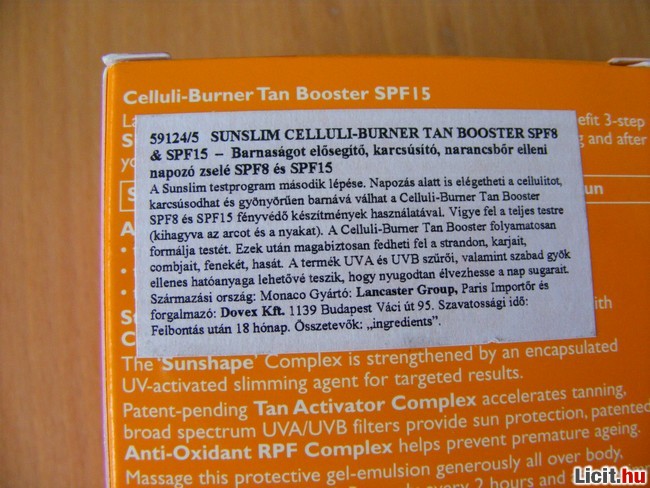 Celluli-Burner Tan Booster SPF15
La
efit 3-step
S
g and after
yo
59124/5 SUNSLIM CELLULI-BURNER TAN BOOSTER SPF8
& SPF15 – Barnaságot elősegítő, karcsúsító, narancsbőr elleni
napozó zselé SPF8 és SPF15
A Sunslim testprogram második lépése. Napozás alatt is elégetheti a cellulitot,
karcsúsodhat és gyönyörűen barnává válhat a Celluli-Burner Tan Booster
SPF8 és SPF15 fényvédő készítmények használatával. Vigye fel a teljes testre
(kihagyva az arcot és a nyakat). A Celluli-Burner Tan Booster folyamatosan
formálja testét. Ezek után magabiztosan fedheti fel a strandon, karjait,
combjait, fenekét, hasát. A termék UVA és UVB szűrői, valamint szabad gyök
ellenes hatóanyaga lehetővé teszik, hogy nyugodtan élvezhesse a nap sugarait.
Származási ország: Monaco Gyártó: Lancaster Group, Paris Importőr és
forgalmazó: Dovex Kft. 1139 Budapest Váci út 95. Szavatossági idő:
Felbontás után 18 hónap. Összetevők: „ingredients".
S
un
A
•
•
•
St
with
C
The 'Sunshape' Complex is strengthened by an encapsulated
UV-activated slimming agent for targeted results.
Patent-pending Tan Activator Complex accelerates tanning,
broad spectrum UVA/UVB filters provide sun protection, patented
Anti-Oxidant RPF Complex helps prevent premature ageing.
Massage this protective gel-emulsion generously all over body.
every 2 hours and
Licit.hu